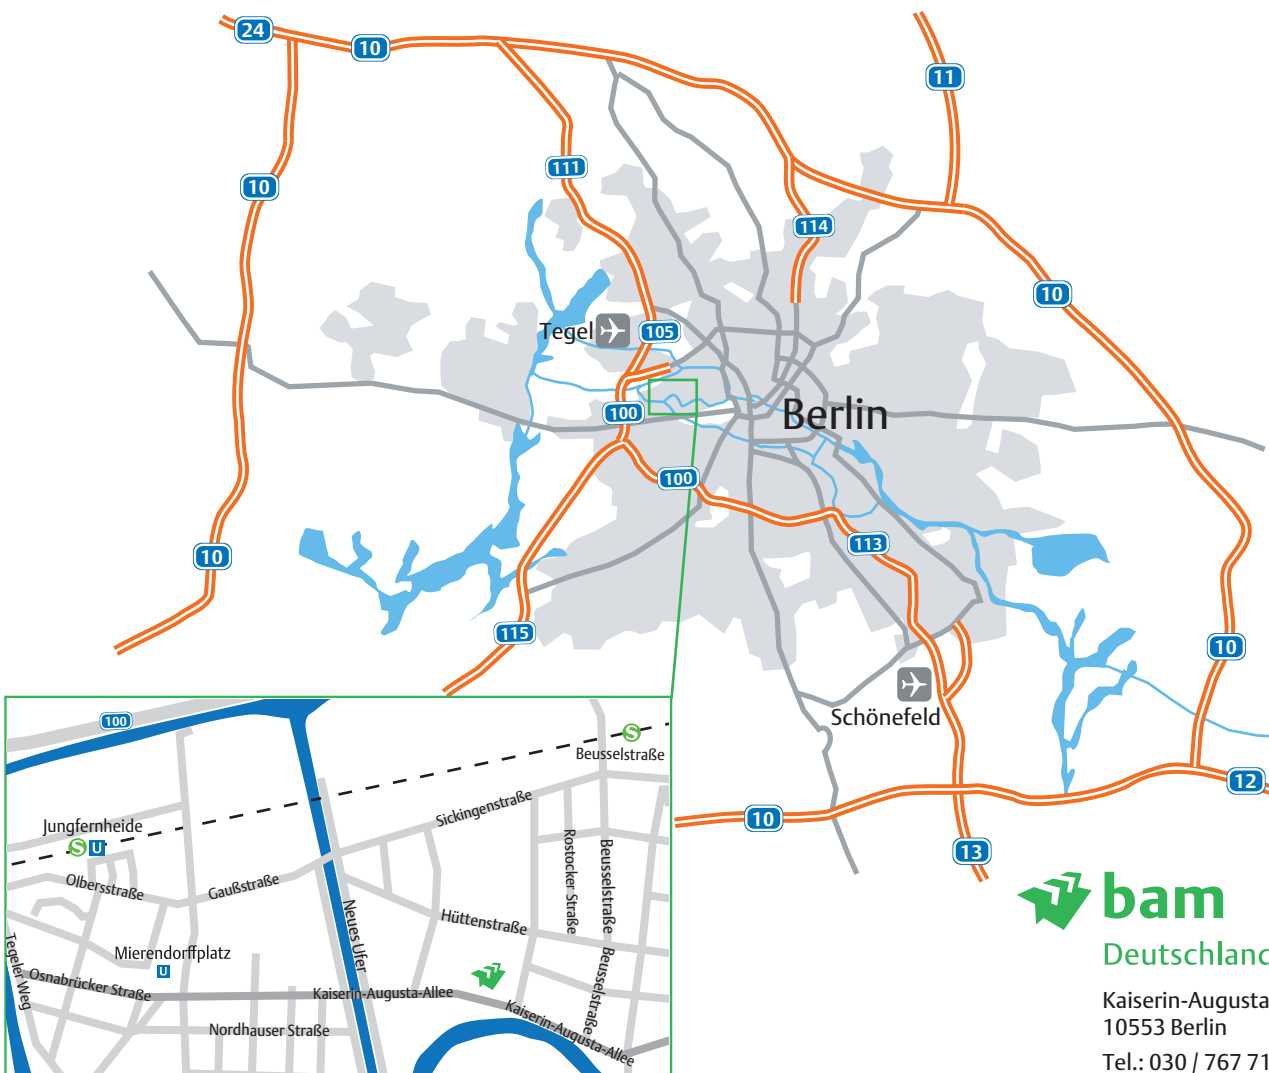 24
10
11
111
10
114
10
Tegel
105
100
Berlin
100
113
10
115
10
Schönefeld
12
10
13
100
S
Beusselstraße
Sickingenstraße
Jungfernheide
S U
Olbersstraße
Gaußstraße
Rostocker Straße
Beusselstraße
Neues Ufer
Hüttenstraße
Tegeler Weg
Mierendorffplatz
U
Osnabrücker Straße
Kaiserin-Augusta-Allee
Beusselstraße
Kaiserin-Augusta-Allee
Nordhauser Straße
bam
Deutschland
Kaiserin-Augusta
10553 Berlin
Tel.: 030 / 767 71